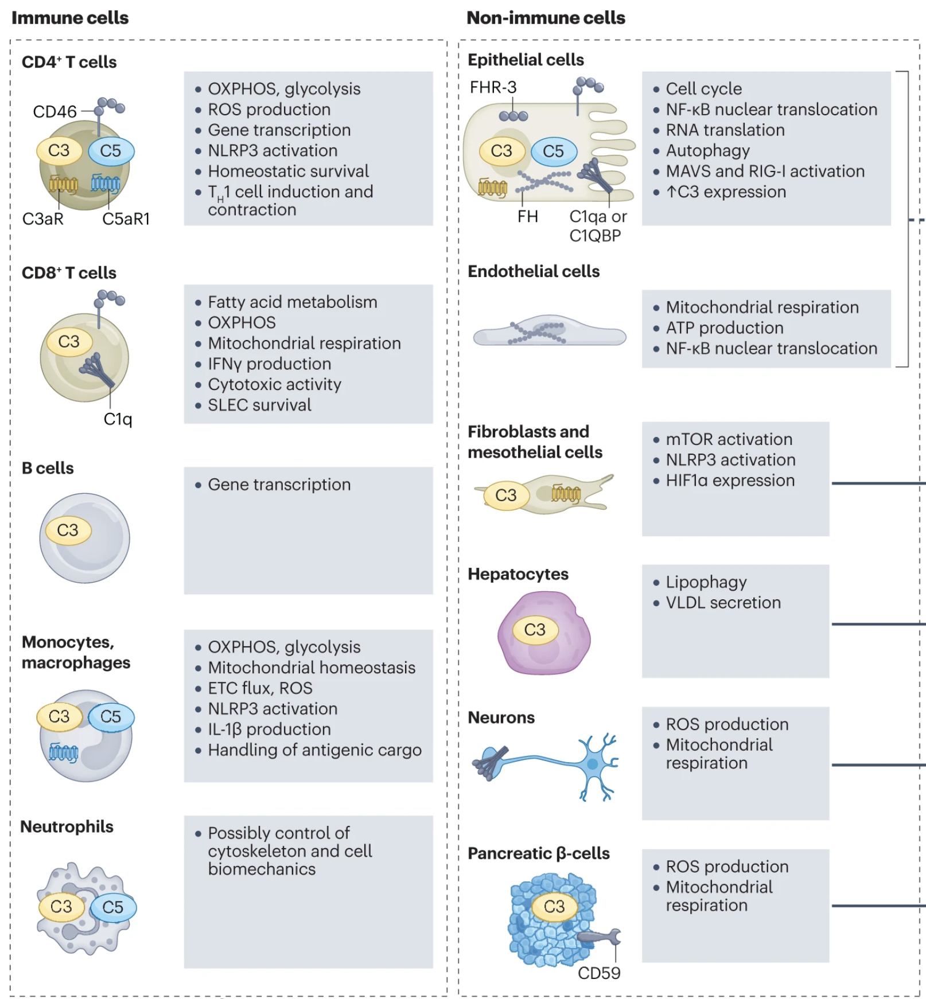 Immune cells
CD4⁺ T cells
CD46
C3
C5
C3aR
C5aR1
• OXPHOS, glycolysis
• ROS production
• Gene transcription
• NLRP3 activation
• Homeostatic survival
• T_H1 cell induction and
contraction
CD8⁺ T cells
C3
C1q
• Fatty acid metabolism
• OXPHOS
• Mitochondrial respiration
• IFNγ production
• Cytotoxic activity
• SLEC survival
B cells
C3
• Gene transcription
Monocytes,
macrophages
C3
C5
• OXPHOS, glycolysis
• Mitochondrial homeostasis
• ETC flux, ROS
• NLRP3 activation
• IL-1β production
• Handling of antigenic cargo
Neutrophils
C3
C5
• Possibly control of
cytoskeleton and cell
biomechanics
Non-immune cells
Epithelial cells
FHR-3
C3
C5
FH
C1qa or
C1QBP
• Cell cycle
• NF-κB nuclear translocation
• RNA translation
• Autophagy
• MAVS and RIG-I activation
• ↑C3 expression
Endothelial cells
• Mitochondrial respiration
• ATP production
• NF-κB nuclear translocation
Fibroblasts and
mesothelial cells
C3
• mTOR activation
• NLRP3 activation
• HIF1α expression
Hepatocytes
C3
• Lipophagy
• VLDL secretion
Neurons
• ROS production
• Mitochondrial
respiration
Pancreatic β-cells
C3
CD59
• ROS production
• Mitochondrial
respiration